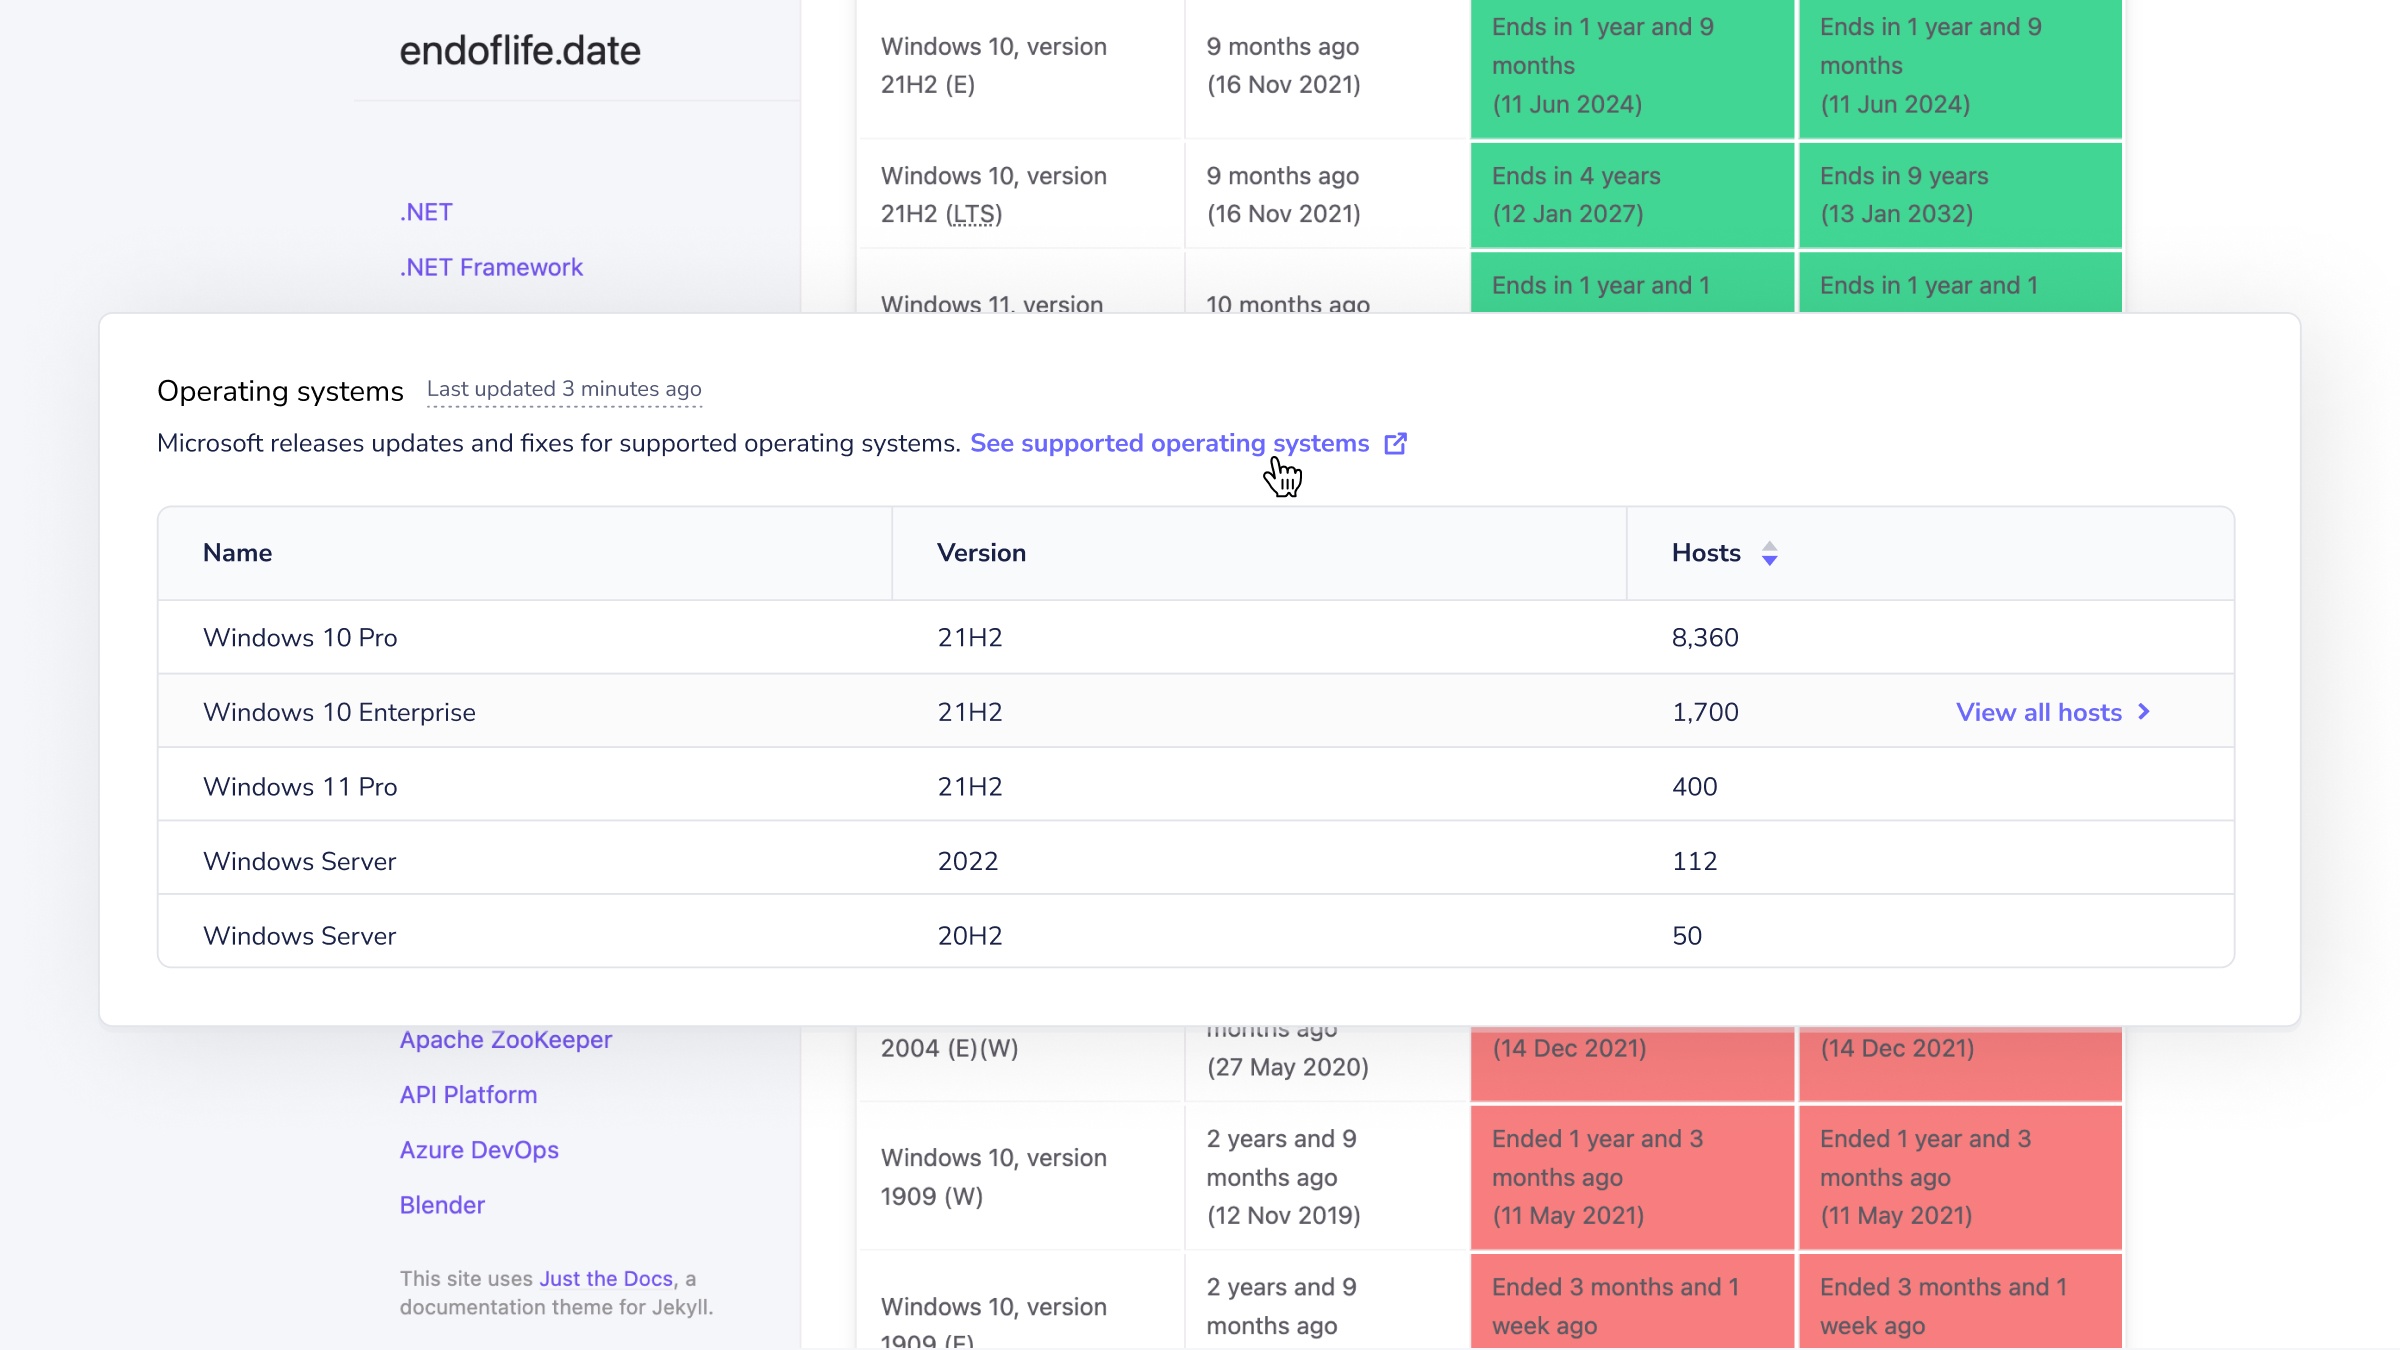 endoflife.date
.NET
.NET Framework
Windows 10, version
21H2 (E)
9 months ago
(16 Nov 2021)
Ends in 1 year and 9
months
(11 Jun 2024)
Ends in 1 year and 9
months
(11 Jun 2024)
Windows 10, version
21H2 (LTS)
9 months ago
(16 Nov 2021)
Ends in 4 years
(12 Jan 2027)
Ends in 9 years
(13 Jan 2032)
Windows 11, version
10 months ago
Ends in 1 year and 1
Ends in 1 year and 1
Operating systems Last updated 3 minutes ago
Microsoft releases updates and fixes for supported operating systems. See supported operating systems
Name Version Hosts
Windows 10 Pro 21H2 8,360
Windows 10 Enterprise 21H2 1,700 View all hosts
Windows 11 Pro 21H2 400
Windows Server 2022 112
Windows Server 20H2 50
Apache ZooKeeper
API Platform
Azure DevOps
Blender
This site uses Just the Docs, a
documentation theme for Jekyll.
2004 (E)(W)
months ago
(27 May 2020)
(14 Dec 2021)
(14 Dec 2021)
Windows 10, version
1909 (W)
2 years and 9
months ago
(12 Nov 2019)
Ended 1 year and 3
months ago
(11 May 2021)
Ended 1 year and 3
months ago
(11 May 2021)
Windows 10, version
1909 (E)
2 years and 9
months ago
Ended 3 months and 1
week ago
Ended 3 months and 1
week ago